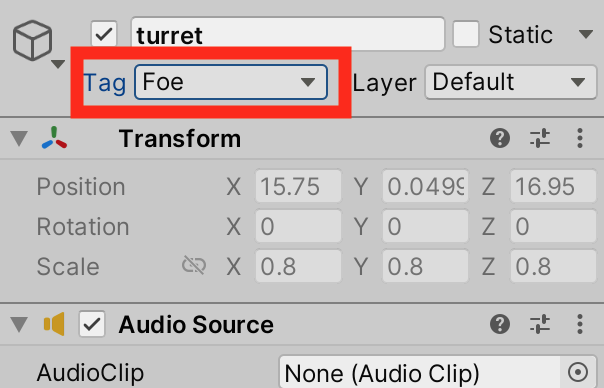 turret Static
Tag Foe Layer Default
Transform
Position X 15.75 Y 0.0499 Z 16.95
Rotation X 0 Y 0 Z 0
Scale X 0.8 Y 0.8 Z 0.8
Audio Source
AudioClip None (Audio Clip)